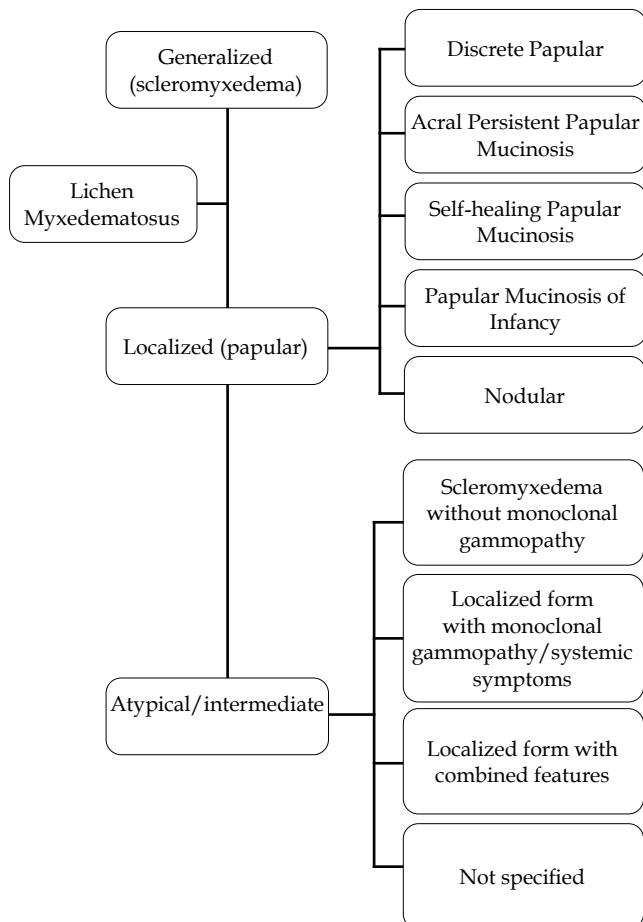 Generalized
(scleromyxedema)
Lichen
Myxedematosus
Localized (papular)
Discrete Papular
Acral Persistent Papular
Mucinosis
Self-healing Papular
Mucinosis
Papular Mucinosis of
Infancy
Nodular
Atypical/intermediate
Scleromyxedema
without monoclonal
gammopathy
Localized form
with monoclonal
gammopathy/systemic
symptoms
Localized form with
combined features
Not specified